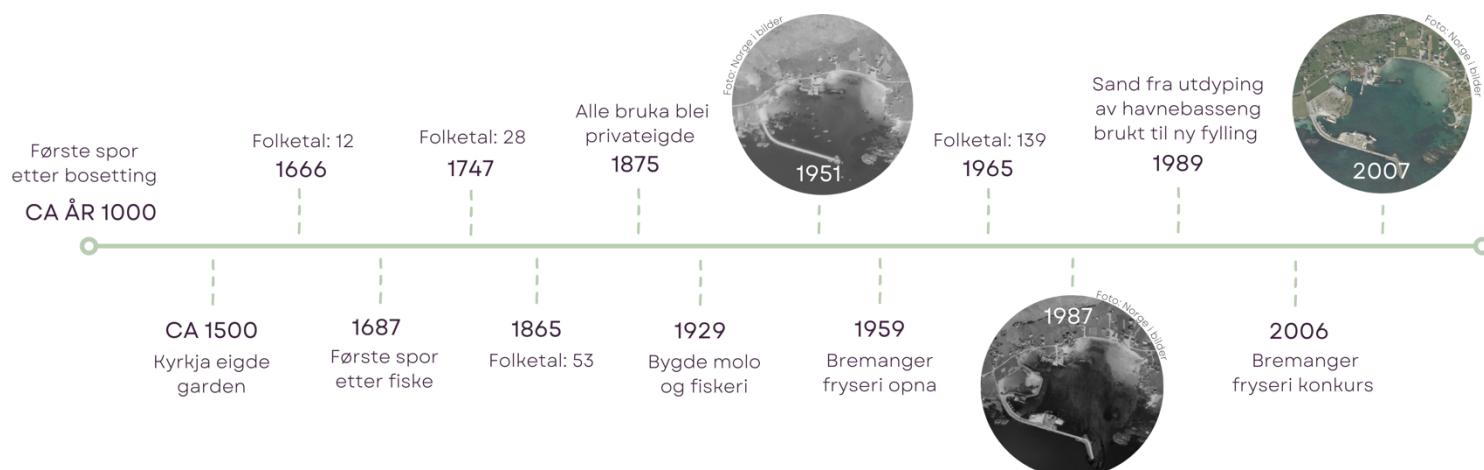 Første spor
etter bosetting
CA ÅR 1000
CA 1500
Kyrkja eigde
garden
Folketal: 12
1666
1687
Første spor
etter fiske
Folketal: 28
1747
1865
Folketal: 53
Alle bruka blei
privateigde
1875
1929
Bygde molo
og fiskeri
Foto: Norge i bilder
1951
1959
Bremanger
fryseri opna
Folketal: 139
1965
Foto: Norge i bilder
1987
Sand fra utdyping
av havnebasseng
brukt til ny fylling
1989
2006
Bremanger
fryseri konkurs
Foto: Norge i bilder
2007